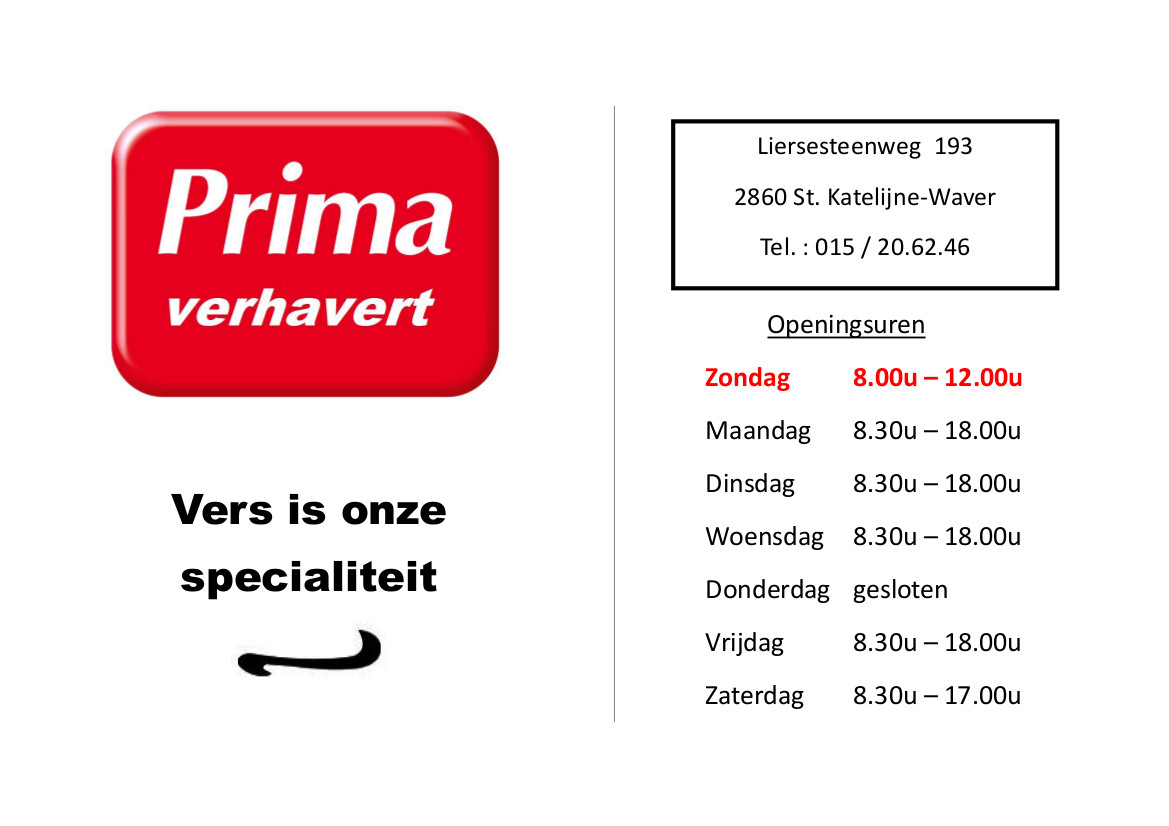 Prima
verhavert
Vers is onze
specialiteit
Liersesteenweg 193
2860 St. Katelijne-Waver
Tel. : 015 / 20.62.46
Openingsuren
Zondag 8.00u – 12.00u
Maandag 8.30u – 18.00u
Dinsdag 8.30u – 18.00u
Woensdag 8.30u – 18.00u
Donderdag gesloten
Vrijdag 8.30u – 18.00u
Zaterdag 8.30u – 17.00u